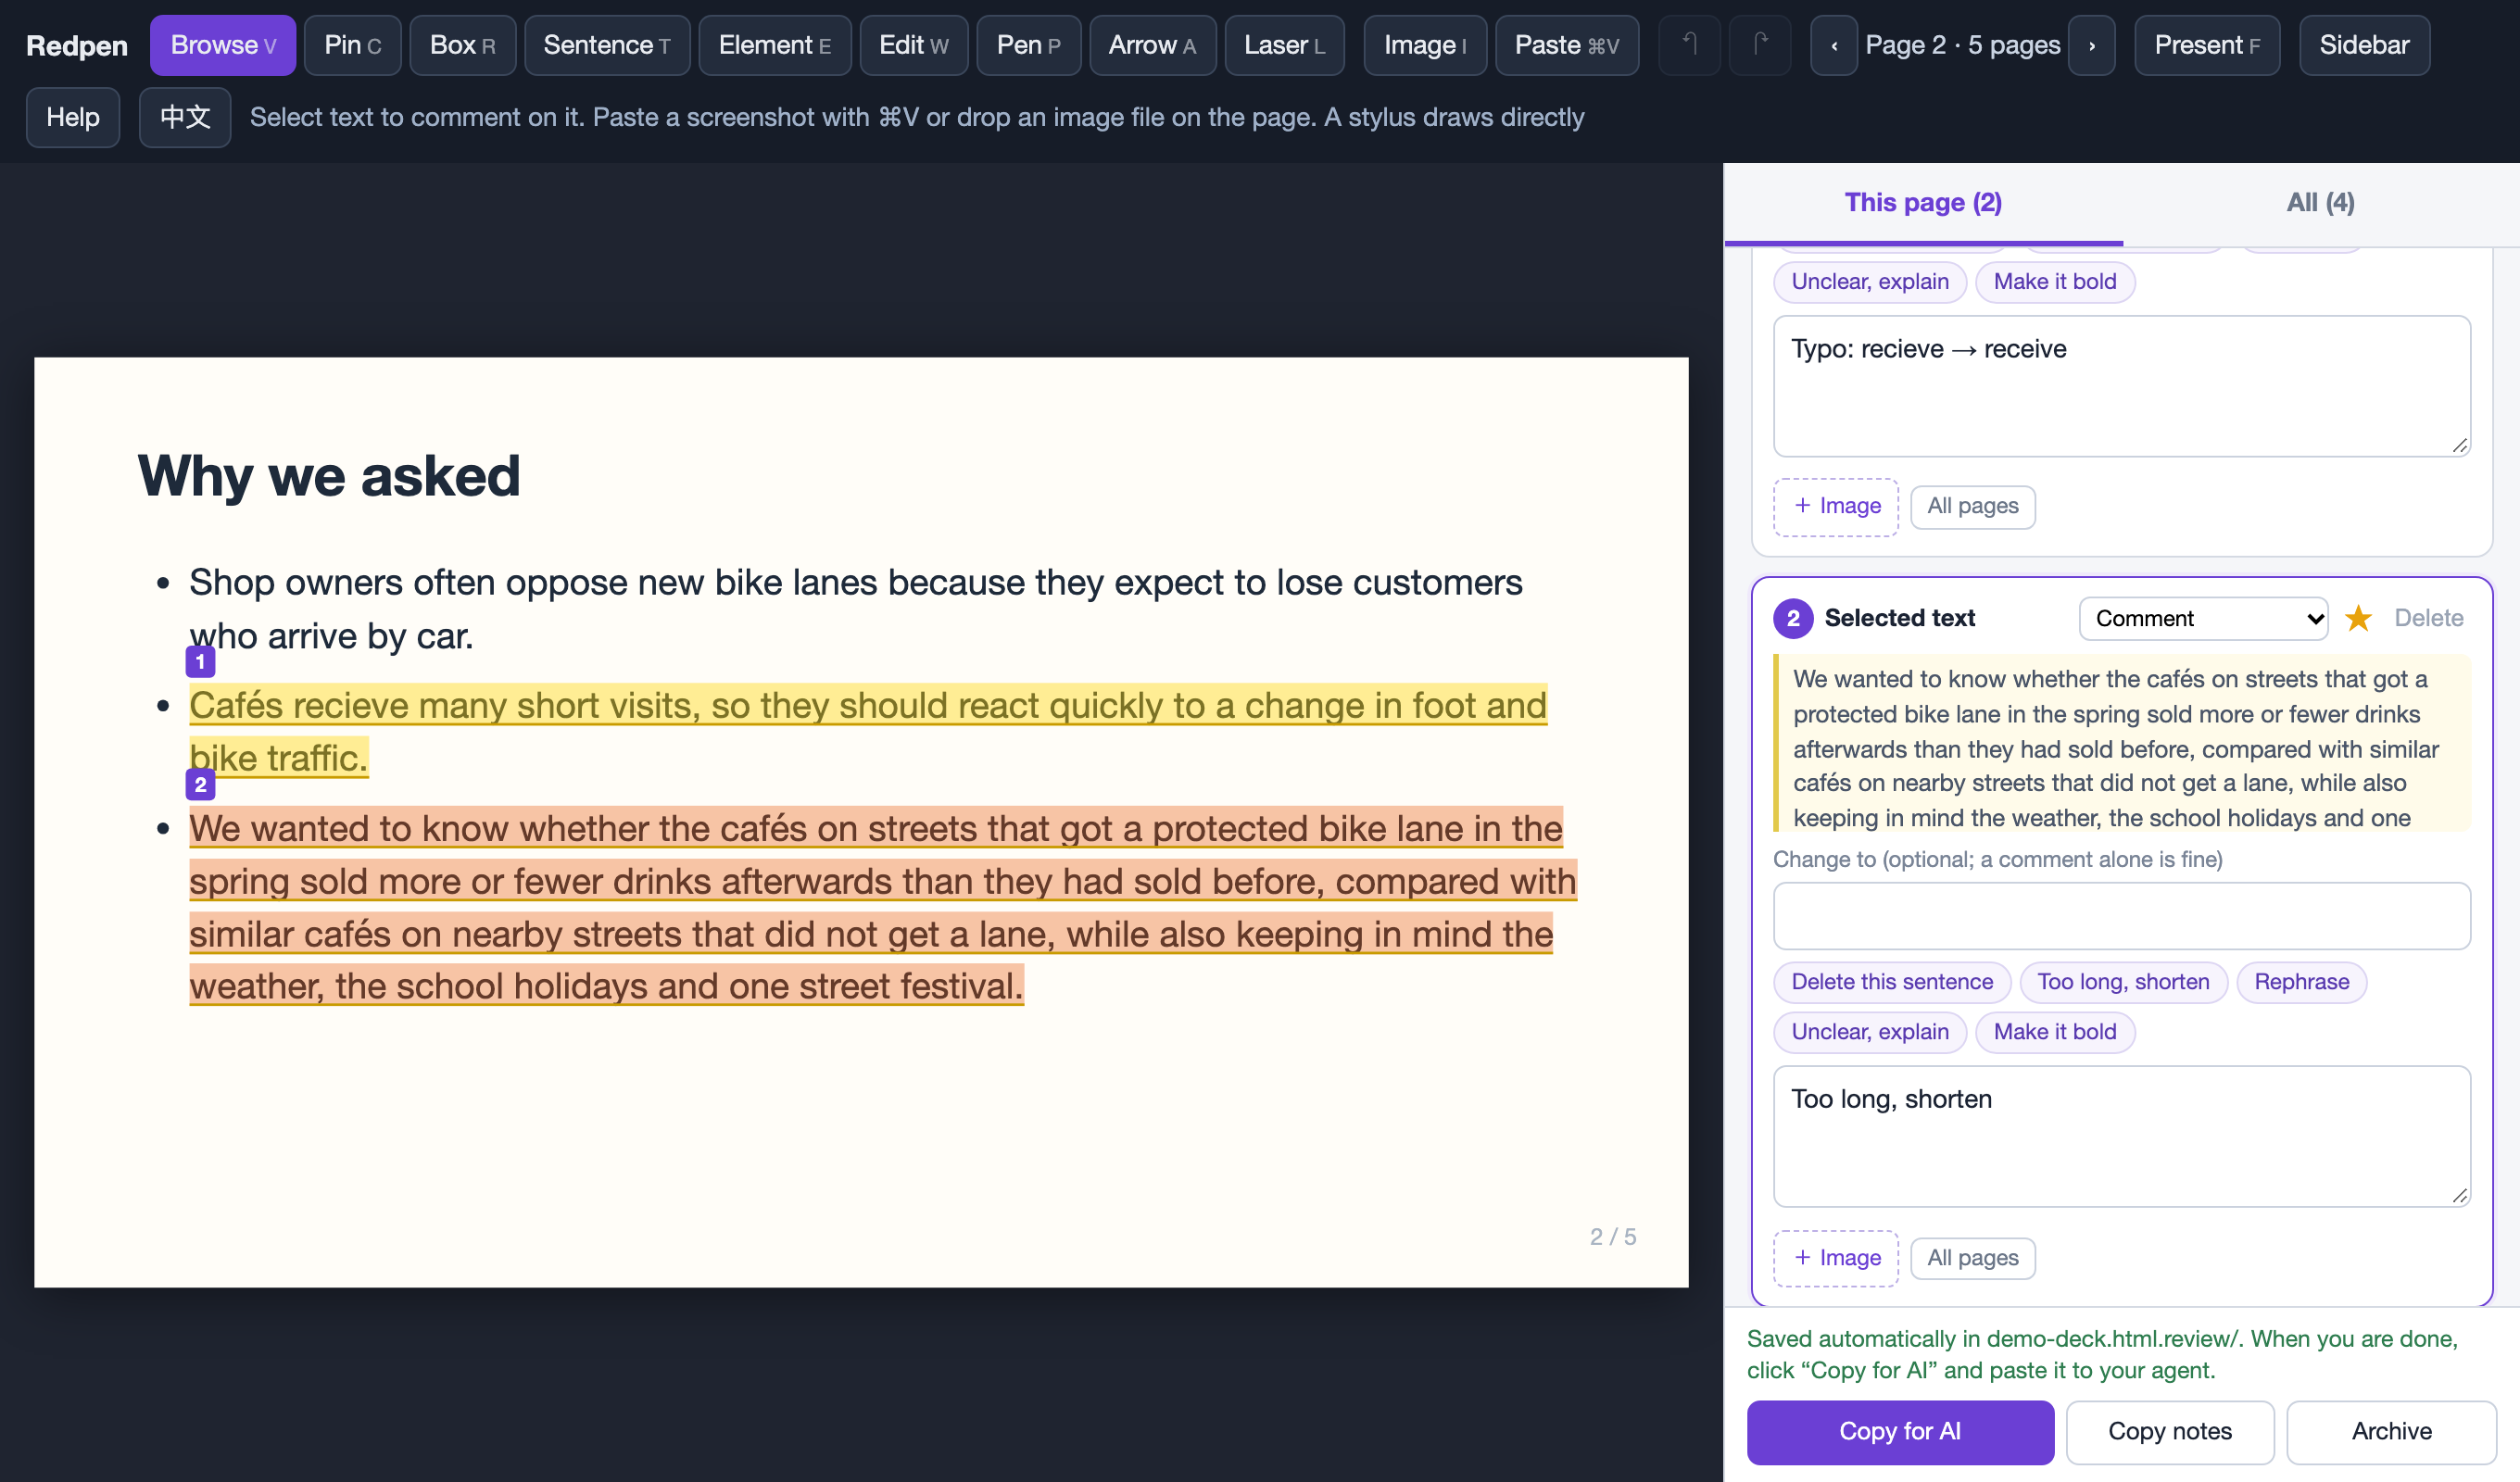 Redpen Browse V Pin C Box R Sentence T Element E Edit W Pen P Arrow A Laser L Image I Paste ⌘V ‹ Page 2 · 5 pages › Present F Sidebar
Help 中文 Select text to comment on it. Paste a screenshot with ⌘V or drop an image file on the page. A stylus draws directly
Why we asked
• Shop owners often oppose new bike lanes because they expect to lose customers
who arrive by car.
1
• Cafés recieve many short visits, so they should react quickly to a change in foot and
bike traffic.
2
• We wanted to know whether the cafés on streets that got a protected bike lane in the
spring sold more or fewer drinks afterwards than they had sold before, compared with
similar cafés on nearby streets that did not get a lane, while also keeping in mind the
weather, the school holidays and one street festival.
2 / 5
This page (2) All (4)
Unclear, explain Make it bold
Typo: recieve → receive
+ Image All pages
2 Selected text Comment ★ Delete
We wanted to know whether the cafés on streets that got a
protected bike lane in the spring sold more or fewer drinks
afterwards than they had sold before, compared with similar
cafés on nearby streets that did not get a lane, while also
keeping in mind the weather, the school holidays and one
Change to (optional; a comment alone is fine)
Delete this sentence Too long, shorten Rephrase
Unclear, explain Make it bold
Too long, shorten
+ Image All pages
Saved automatically in demo-deck.html.review/. When you are done,
click “Copy for AI” and paste it to your agent.
Copy for AI Copy notes Archive